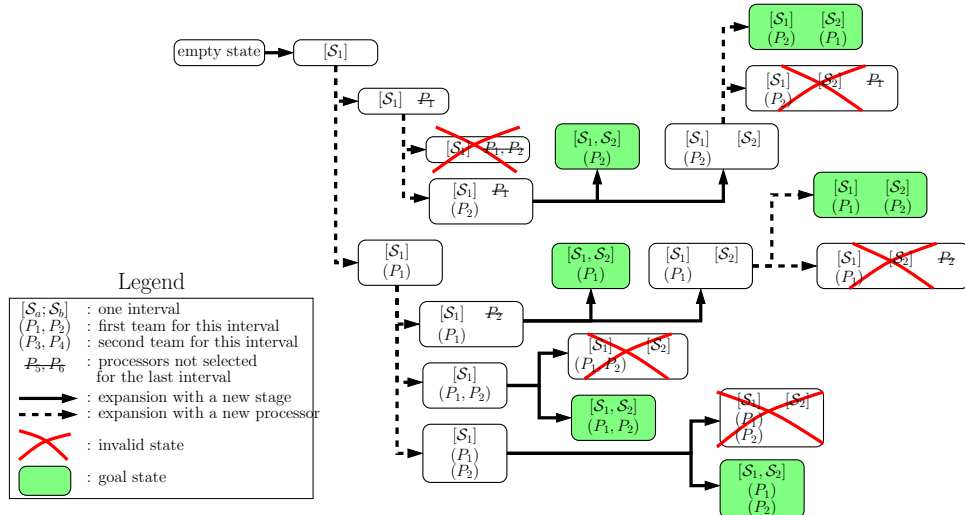 [𝒮₁] [𝒮₂]
(P₂) (P₁)
empty state
[𝒮₁]
[𝒮₁] [𝒮₂] P₁
(P₂)
[𝒮₁] P₁
[𝒮₁] P₁, P₂
[𝒮₁, 𝒮₂]
(P₂)
[𝒮₁] [𝒮₂]
(P₂)
[𝒮₁] P₁
(P₂)
[𝒮₁] [𝒮₂]
(P₁) (P₂)
[𝒮₁]
(P₁)
[𝒮₁, 𝒮₂]
(P₁)
[𝒮₁] [𝒮₂]
(P₁)
[𝒮₁] [𝒮₂] P₂
(P₁)
[𝒮₁] P₂
(P₁)
[𝒮₁] [𝒮₂]
(P₁, P₂)
[𝒮₁]
(P₁, P₂)
[𝒮₁, 𝒮₂]
(P₁, P₂)
[𝒮₁] [𝒮₂]
(P₁)
(P₂)
[𝒮₁]
(P₁)
(P₂)
[𝒮₁, 𝒮₂]
(P₁)
(P₂)
Legend
[𝒮ₐ; 𝒮_b] : one interval
(P₁, P₂) : first team for this interval
(P₃, P₄) : second team for this interval
P₅, P₆ : processors not selected
for the last interval
: expansion with a new stage
: expansion with a new processor
: invalid state
: goal state